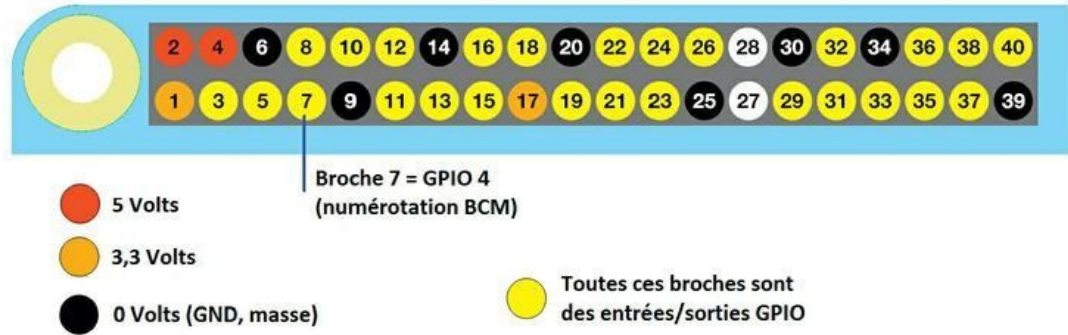 2 4 6 8 10 12 14 16 18 20 22 24 26 28 30 32 34 36 38 40
1 3 5 7 9 11 13 15 17 19 21 23 25 27 29 31 33 35 37 39
Broche 7 = GPIO 4
(numérotation BCM)
5 Volts
3,3 Volts
0 Volts (GND, masse)
Toutes ces broches sont
des entrées/sorties GPIO